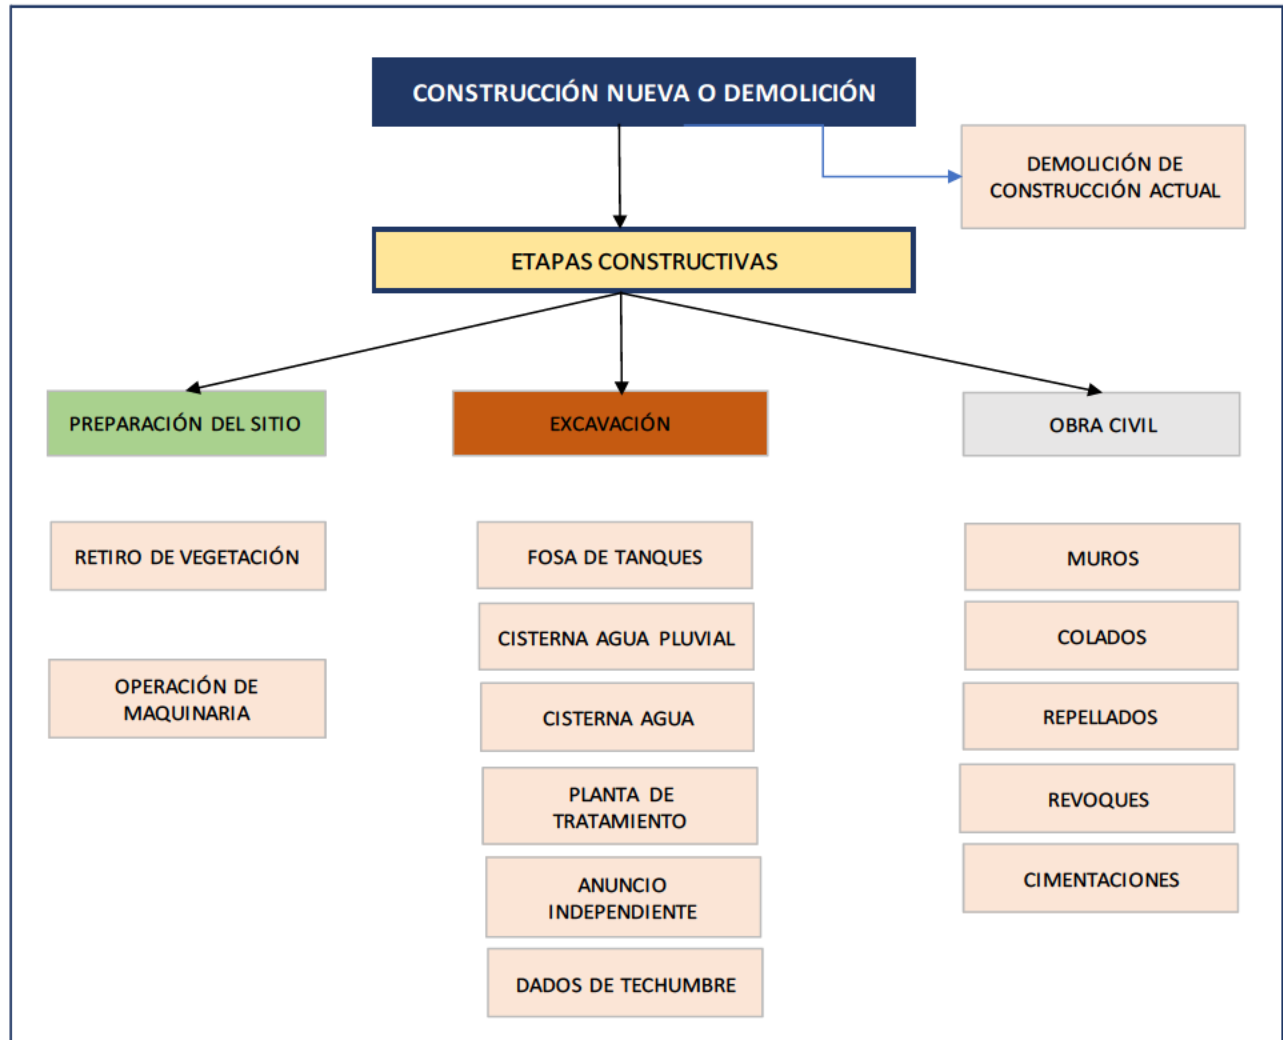 CONSTRUCCIÓN NUEVA O DEMOLICIÓN
DEMOLICIÓN DE
CONSTRUCCIÓN ACTUAL
ETAPAS CONSTRUCTIVAS
PREPARACIÓN DEL SITIO
EXCAVACIÓN
OBRA CIVIL
RETIRO DE VEGETACIÓN
OPERACIÓN DE
MAQUINARIA
FOSA DE TANQUES
CISTERNA AGUA PLUVIAL
CISTERNA AGUA
PLANTA DE
TRATAMIENTO
ANUNCIO
INDEPENDIENTE
DADOS DE TECHUMBRE
MUROS
COLADOS
REPELLADOS
REVOQUES
CIMENTACIONES